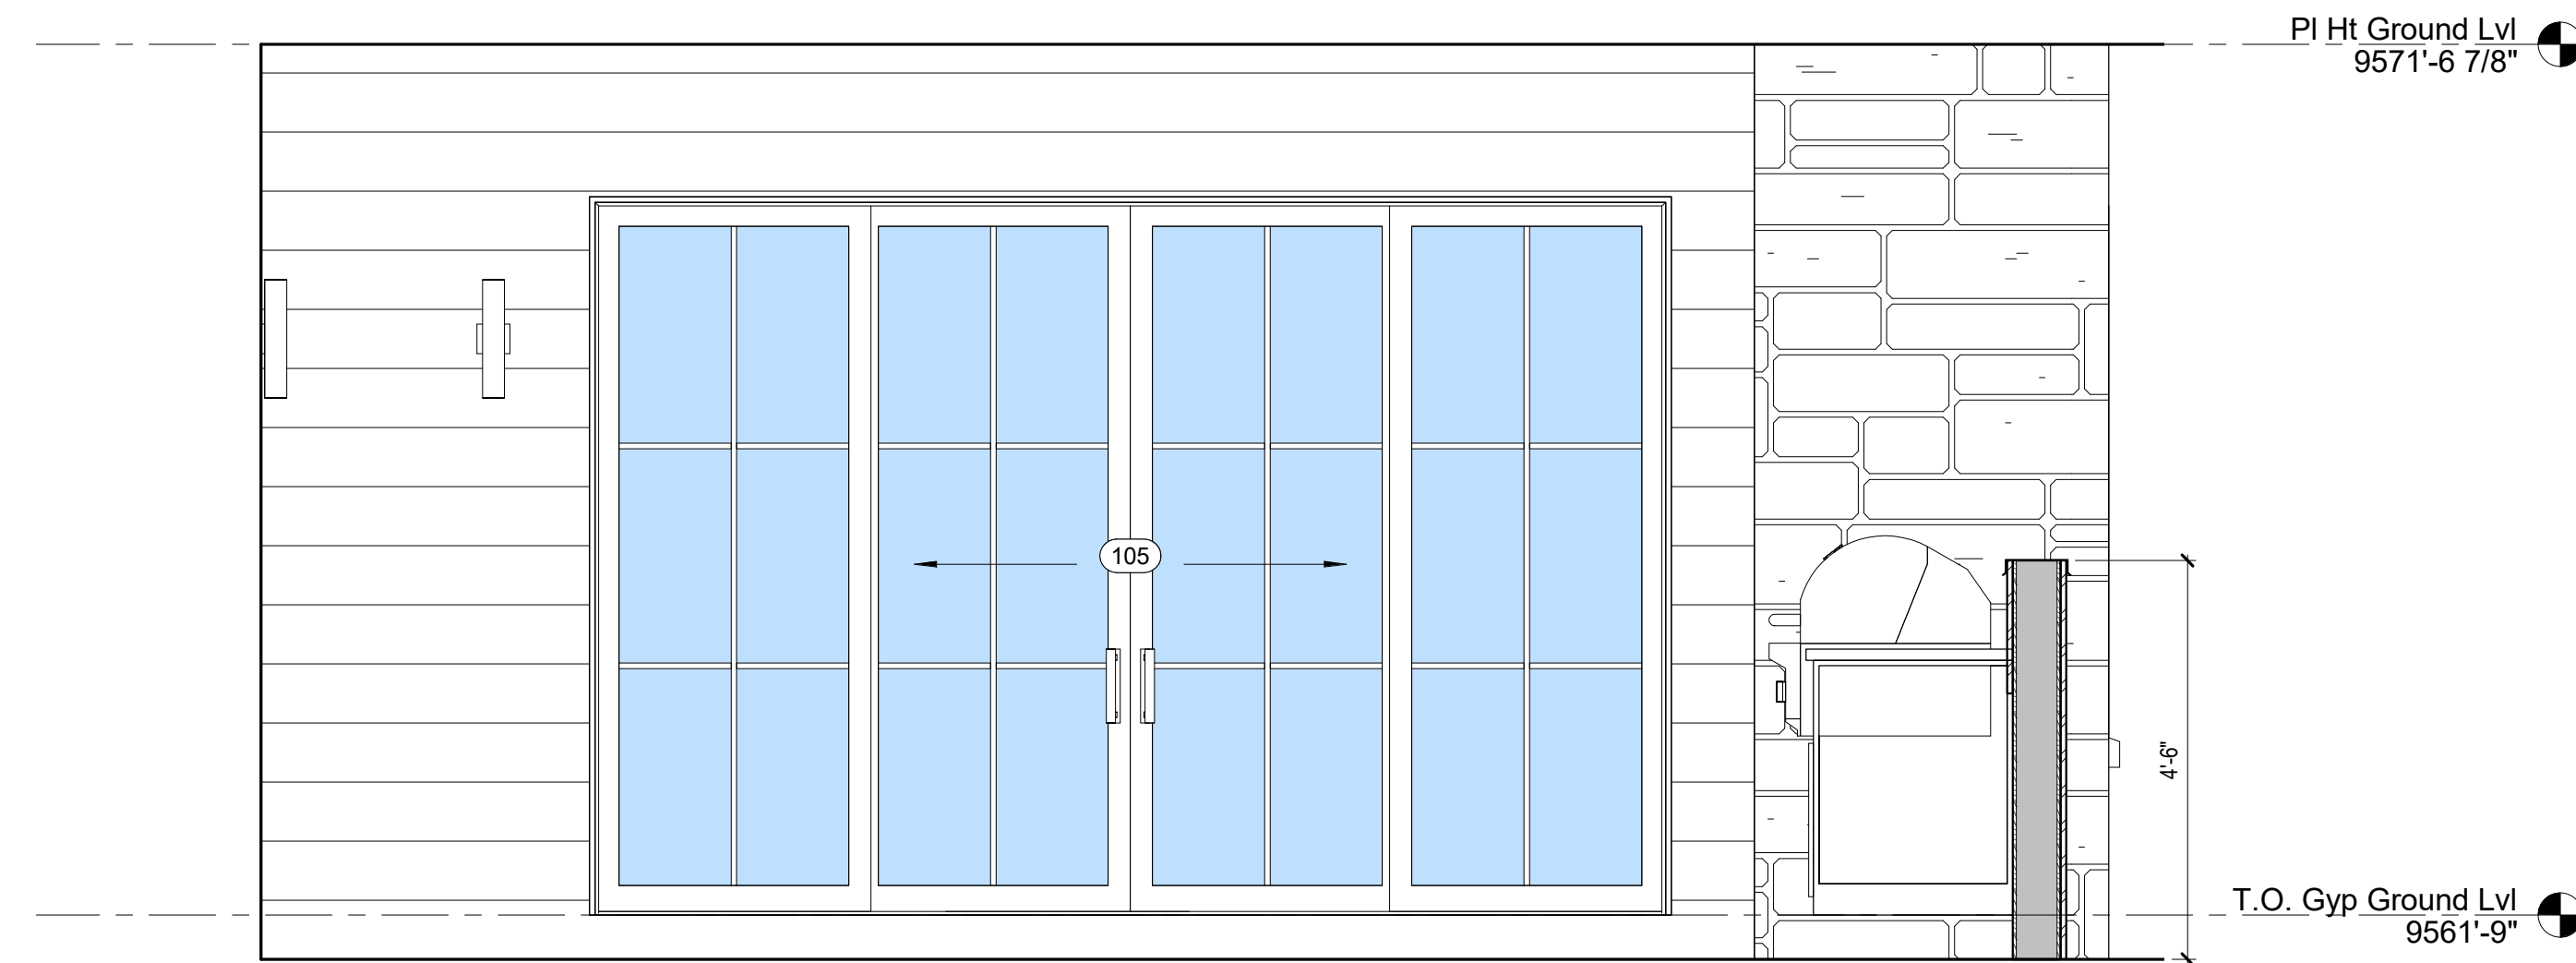 Pl Ht Ground Lvl
9571'-6 7/8"
105
4'-6"
T.O. Gyp Ground Lvl
9561'-9"